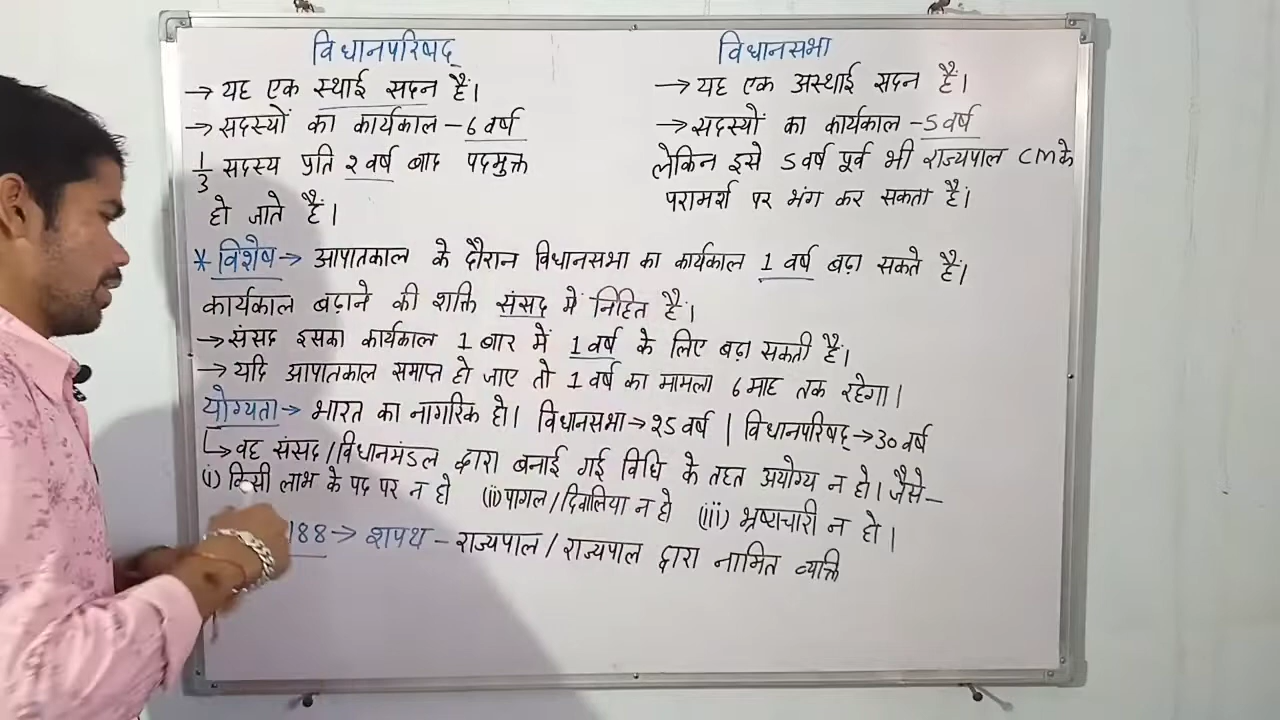 विधानपरिषद्
→ यह एक स्थाई सदन है।
→ सदस्यों का कार्यकाल – 6 वर्ष
1/3 सदस्य प्रति २ वर्ष बाद पदमुक्त
हो जाते हैं।
विधानसभा
→ यह एक अस्थाई सदन है।
→ सदस्यों का कार्यकाल – 5 वर्ष
लेकिन इसे 5 वर्ष पूर्व भी राज्यपाल CM के
परामर्श पर भंग कर सकता है।
* विशेष → आपातकाल के दौरान विधानसभा का कार्यकाल 1 वर्ष बढ़ा सकते हैं।
कार्यकाल बढ़ाने की शक्ति संसद में निहित है।
→ संसद इसका कार्यकाल 1 बार में 1 वर्ष के लिए बढ़ा सकती है।
→ यदि आपातकाल समाप्त हो जाए तो 1 वर्ष का मामला 6 माह तक रहेगा।
योग्यता → भारत का नागरिक हो। विधानसभा → २5 वर्ष | विधानपरिषद् → 30 वर्ष
↳ वह संसद / विधानमंडल द्वारा बनाई गई विधि के तहत अयोग्य न हो। जैसे –
(i) किसी लाभ के पद पर न हो (ii) पागल / दिवालिया न हो (iii) भ्रष्टाचारी न हो।
188 → शपथ – राज्यपाल / राज्यपाल द्वारा नामित व्यक्ति